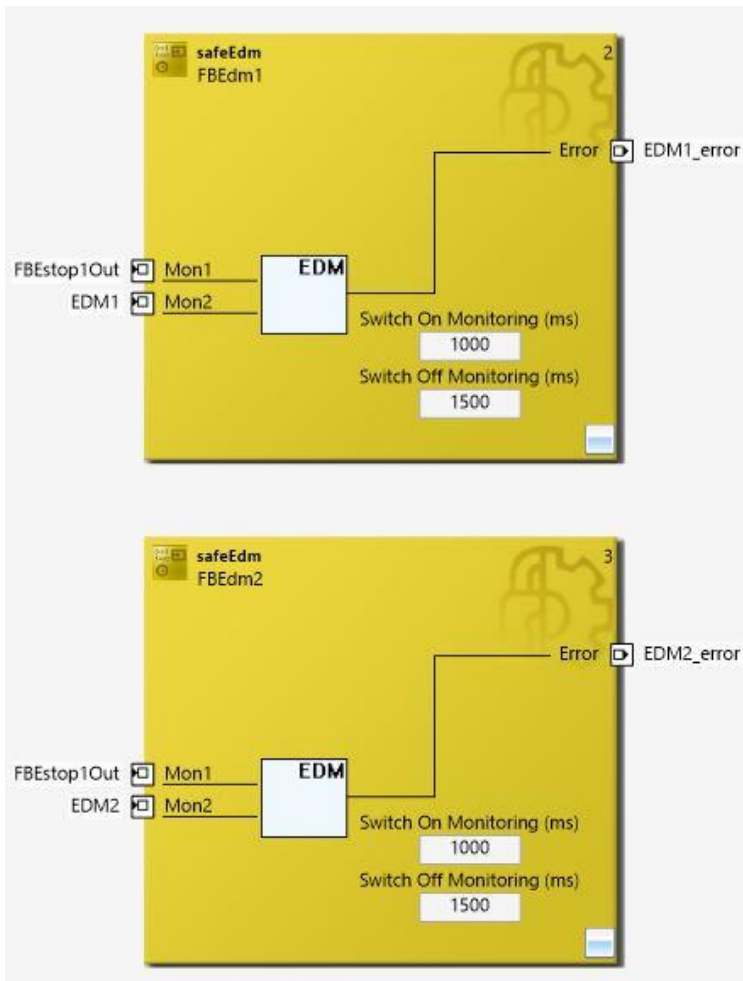 safeEdm 2
FBEdm1
Error EDM1_error
FBEstop1Out Mon1 EDM
EDM1 Mon2
Switch On Monitoring (ms)
1000
Switch Off Monitoring (ms)
1500
safeEdm 3
FBEdm2
Error EDM2_error
FBEstop1Out Mon1 EDM
EDM2 Mon2
Switch On Monitoring (ms)
1000
Switch Off Monitoring (ms)
1500